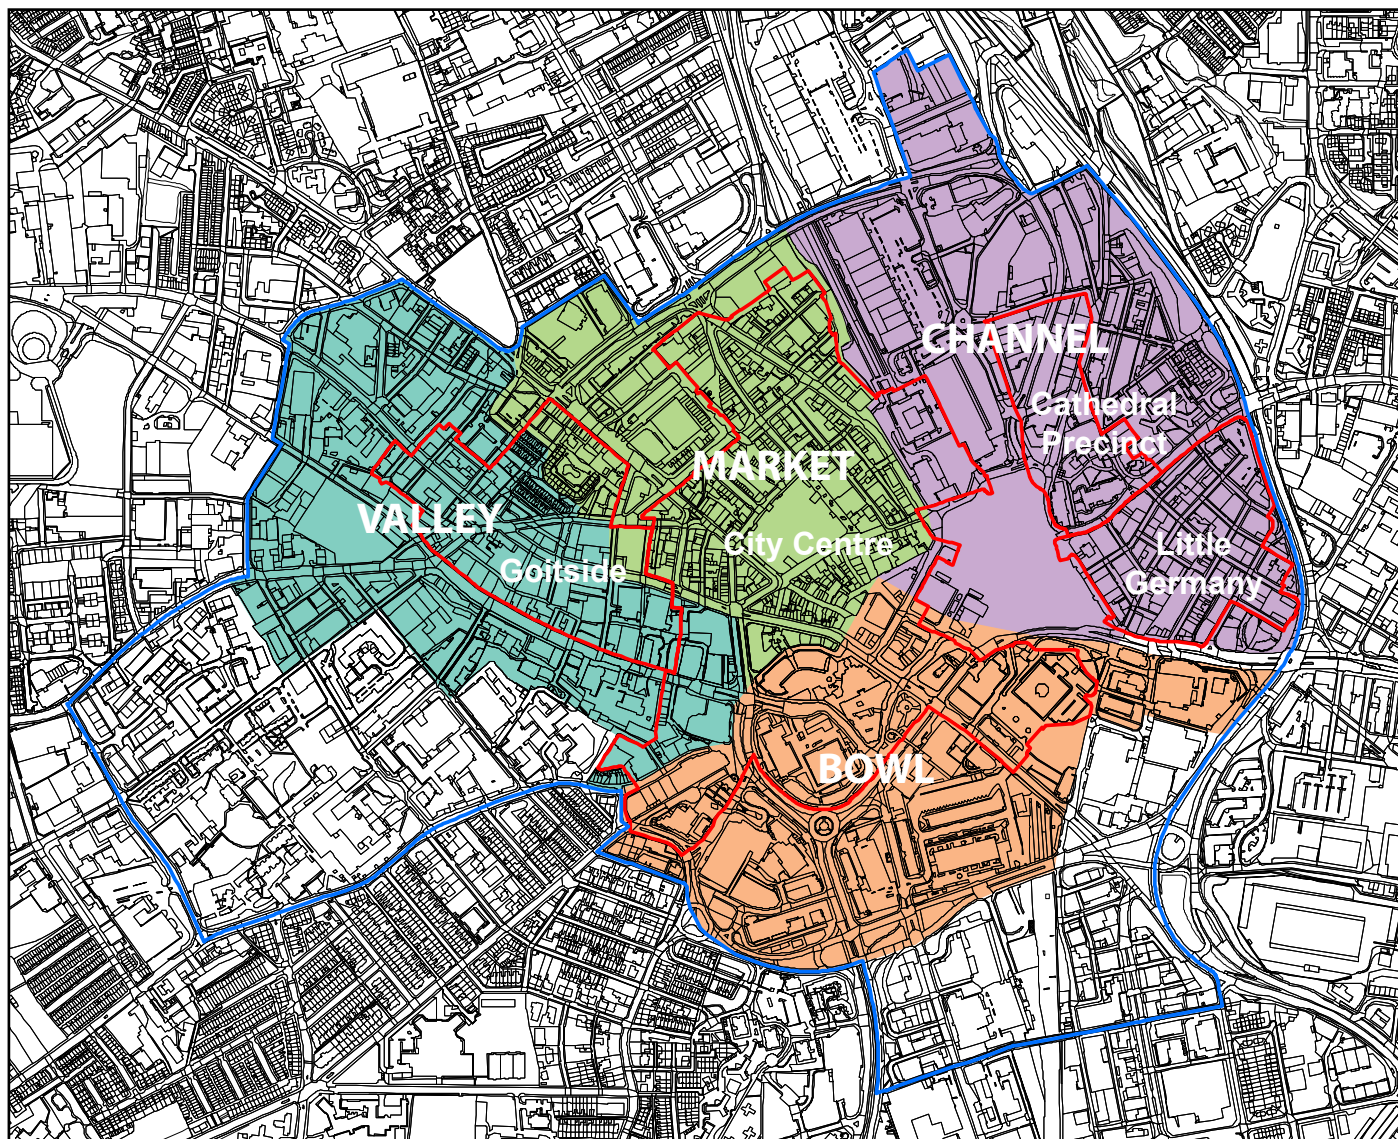 CHANNEL
Cathedral
Precinct
MARKET
VALLEY
City Centre
Goitside
Little
Germany
BOWL